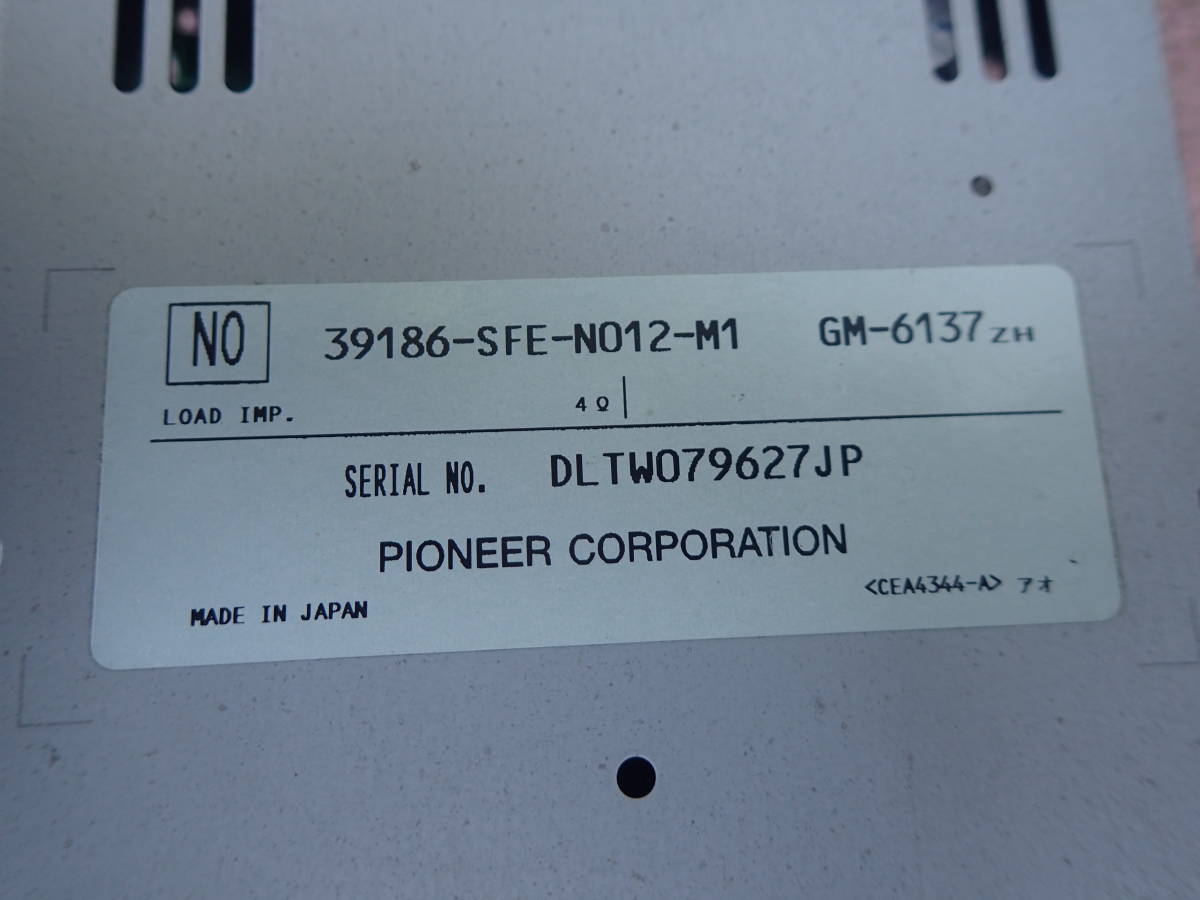 NO 39186-SFE-N012-M1 GM-6137ZH
LOAD IMP. 4Ω
SERIAL NO. DLTW079627JP
PIONEER CORPORATION
<CEA4344-A> アオ
MADE IN JAPAN